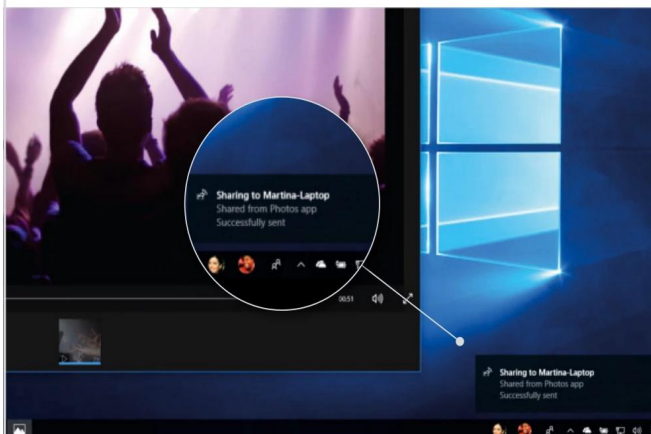 Sharing to Martina-Laptop
Shared from Photos app
Successfully sent
00:51
Sharing to Martina-Laptop
Shared from Photos app
Successfully sent